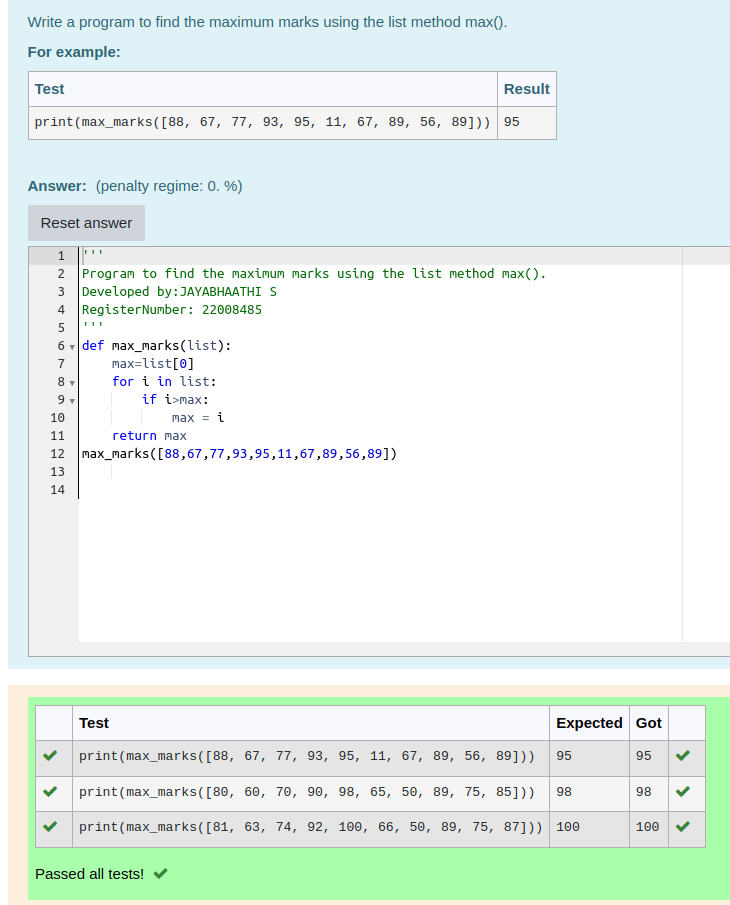 Write a program to find the maximum marks using the list method max().
For example:
Test Result
print(max_marks([88, 67, 77, 93, 95, 11, 67, 89, 56, 89])) 95
Answer: (penalty regime: 0. %)
Reset answer
1 '''
2 Program to find the maximum marks using the list method max().
3 Developed by:JAYABHAATHI S
4 RegisterNumber: 22008485
5 '''
6 def max_marks(list):
7     max=list[0]
8     for i in list:
9         if i>max:
10             max = i
11     return max
12 max_marks([88,67,77,93,95,11,67,89,56,89])
13
14
Test Expected Got
print(max_marks([88, 67, 77, 93, 95, 11, 67, 89, 56, 89])) 95 95
print(max_marks([80, 60, 70, 90, 98, 65, 50, 89, 75, 85])) 98 98
print(max_marks([81, 63, 74, 92, 100, 66, 50, 89, 75, 87])) 100 100
Passed all tests!